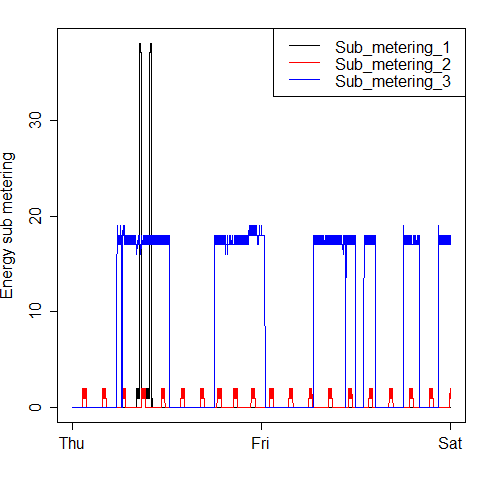 Sub_metering_1
Sub_metering_2
Sub_metering_3
Energy sub metering
30
20
10
0
Thu
Fri
Sat